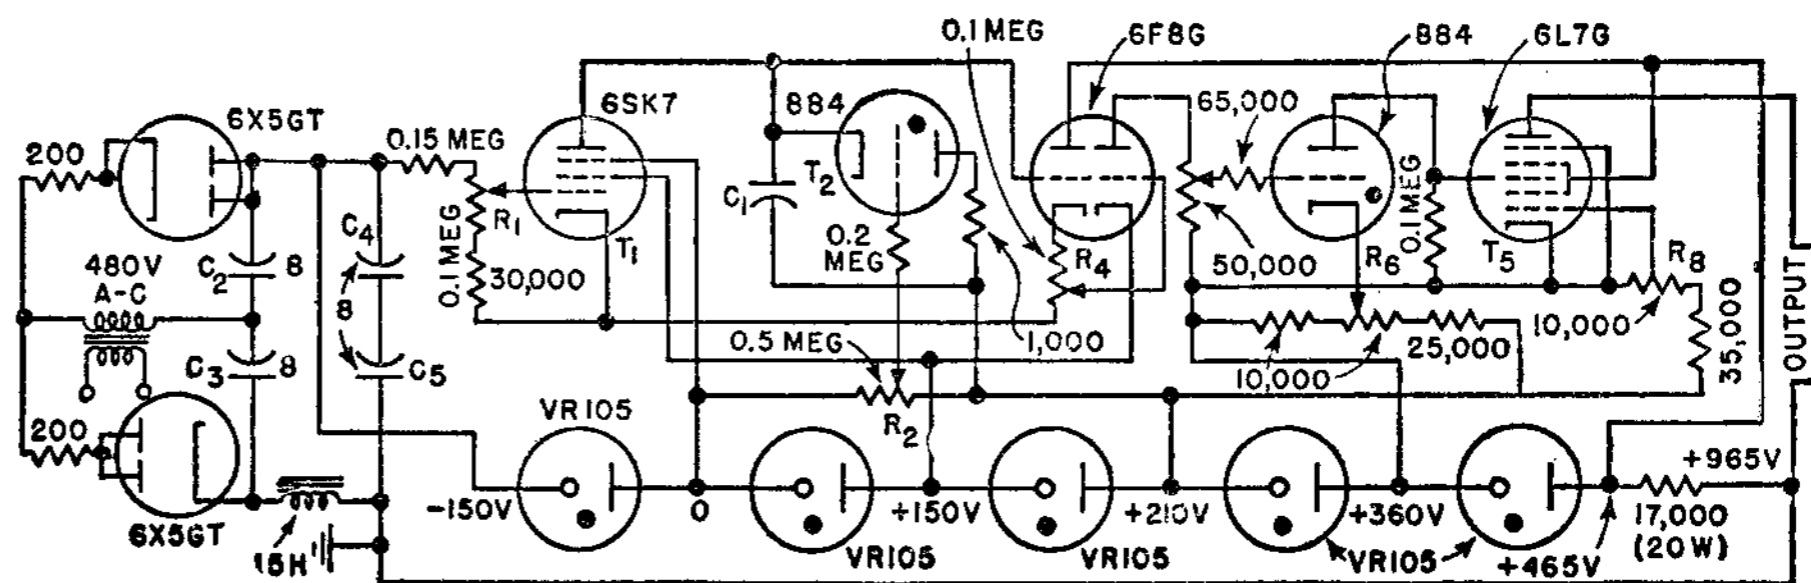 0.1 MEG
6F8G
884
6L7G
6X5GT
200
0.15 MEG
6SK7
884
65,000
480V
A-C
C2
8
C4
8
C5
C3
8
0.1 MEG
R1
30,000
T1
C1
T2
0.2
MEG
R4
50,000
R6
0.1 MEG
T5
R8
10,000
35,000
OUTPUT
0.5 MEG
1,000
10,000
25,000
R2
200
6X5GT
15H
VR105
-150V
0
+150V
VR105
+210V
VR105
+360V
VR105
+465V
+965V
17,000
(20W)